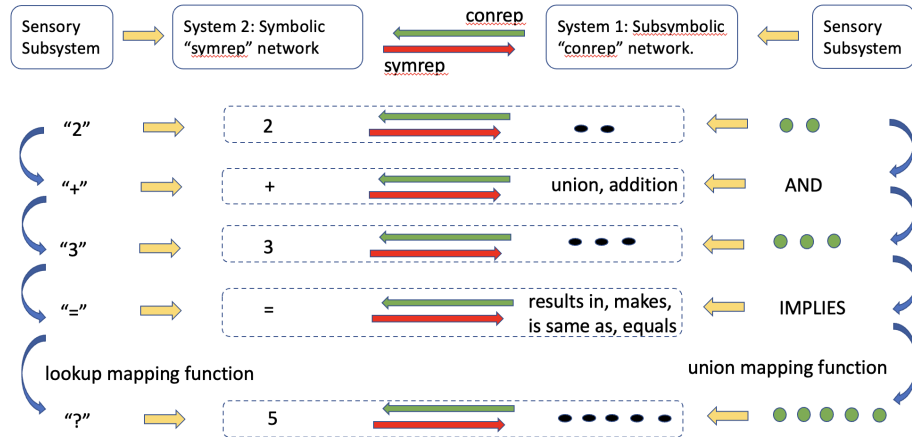 Sensory
Subsystem
System 2: Symbolic
“symrep” network
conrep
symrep
System 1: Subsymbolic
“conrep” network.
Sensory
Subsystem
“2”
2
“+”
+
union, addition
AND
“3”
3
“=”
=
results in, makes,
is same as, equals
IMPLIES
lookup mapping function
union mapping function
“?”
5